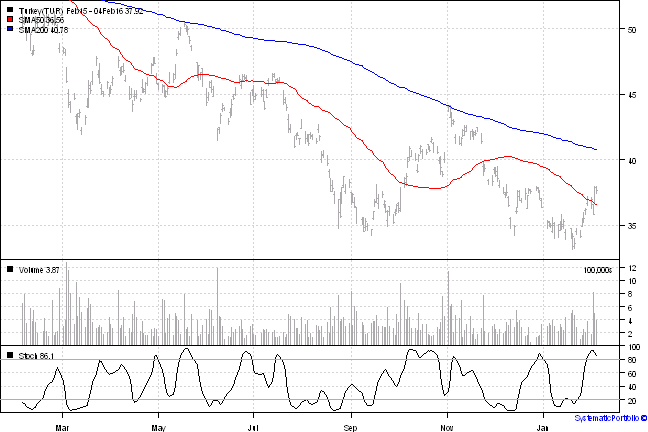 Turkey(TUR) Feb15 - 04Feb16 37.92
SMA50 36.56
SMA200 40.78
50
45
40
35
Volume 3.87
100,000s
12
10
8
6
4
2
Stoch 86.1
100
80
60
40
20
Mar May Jul Sep Nov Jan
SystematicPortfolio ©